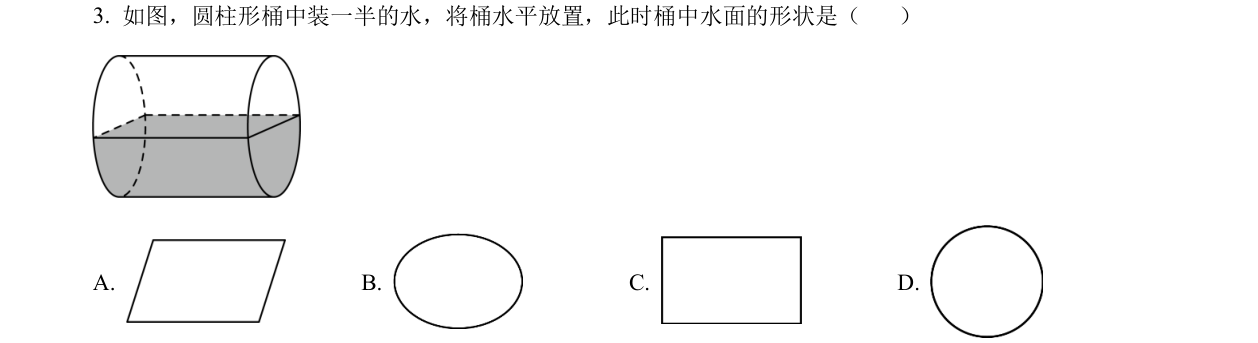 3. 如图，圆柱形桶中装一半的水，将桶水平放置，此时桶中水面的形状是（　　）
A. B. C. D.